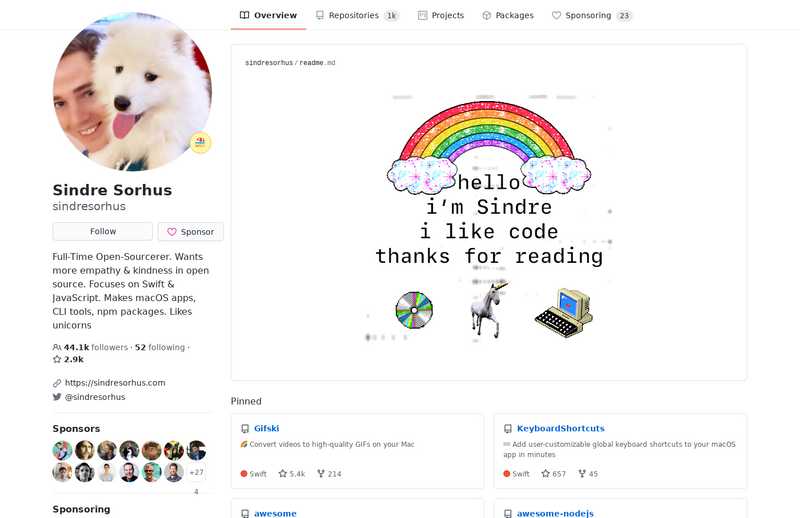 Overview
Repositories 1k
Projects
Packages
Sponsoring 23
Sindre Sorhus
sindresorhus
Follow
Sponsor
Full-Time Open-Sourcerer. Wants
more empathy & kindness in open
source. Focuses on Swift &
JavaScript. Makes macOS apps,
CLI tools, npm packages. Likes
unicorns
44.1k followers · 52 following ·
2.9k
https://sindresorhus.com
@sindresorhus
Sponsors
+27
4
Sponsoring
sindresorhus / readme.md
hello
i'm Sindre
i like code
thanks for reading
Pinned
Gifski
Convert videos to high-quality GIFs on your Mac
Swift 5.4k 214
KeyboardShortcuts
Add user-customizable global keyboard shortcuts to your macOS
app in minutes
Swift 657 45
awesome
awesome-nodejs